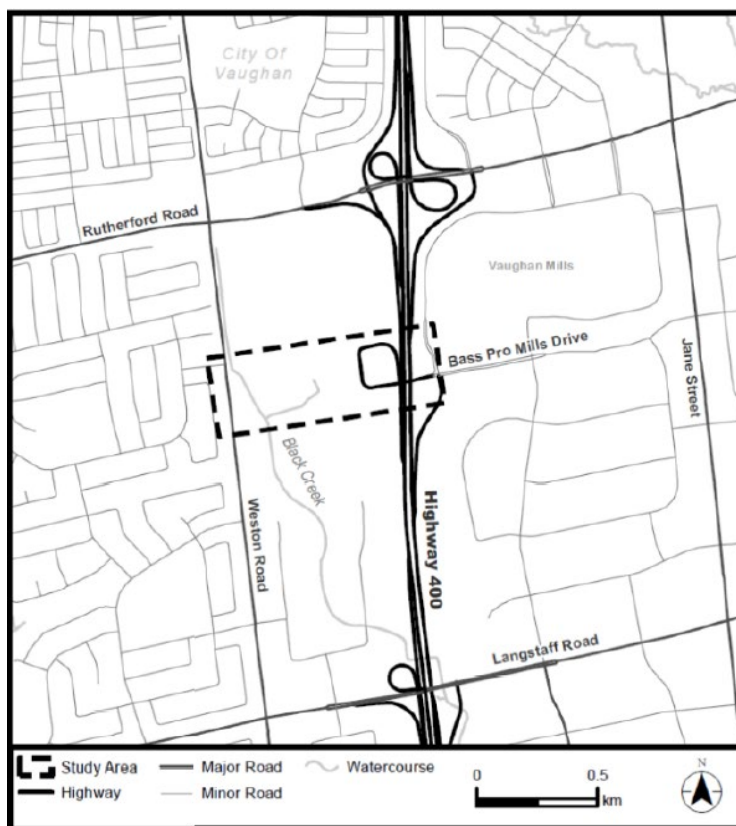 City Of
Vaughan
Rutherford Road
Vaughan Mills
Bass Pro Mills Drive
Jane Street
Black Creek
Weston Road
Highway 400
Langstaff Road
Study Area
Major Road
Watercourse
Highway
Minor Road
0
0.5
km
N